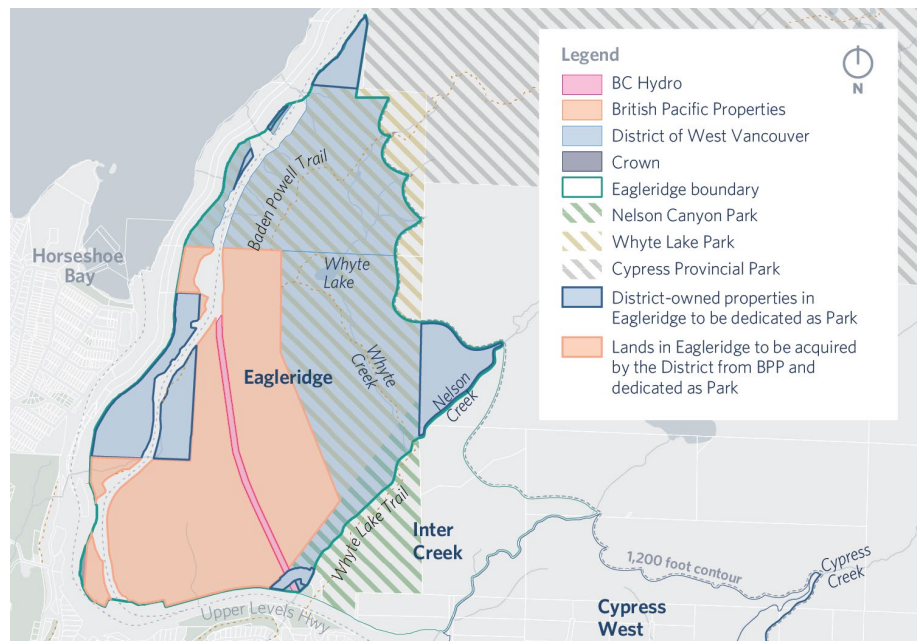 Legend
N
BC Hydro
British Pacific Properties
District of West Vancouver
Crown
Eagleridge boundary
Nelson Canyon Park
Whyte Lake Park
Cypress Provincial Park
District-owned properties in
Eagleridge to be dedicated as Park
Lands in Eagleridge to be acquired
by the District from BPP and
dedicated as Park
Baden Powell Trail
Horseshoe
Bay
Whyte
Lake
Whyte
Creek
Eagleridge
Nelson
Creek
Whyte Lake Trail
Inter
Creek
1,200 foot contour
Cypress
Creek
Upper Levels Hwy
Cypress
West